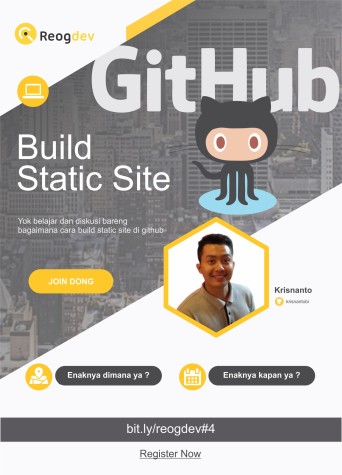 Reogdev
GitHub
Build
Static Site
Yok belajar dan diskusi bareng
bagaimana cara build static site di github
JOIN DONG
Krisnanto
krisnantobi
Enaknya dimana ya ?
Enaknya kapan ya ?
bit.ly/reogdev#4
Register Now